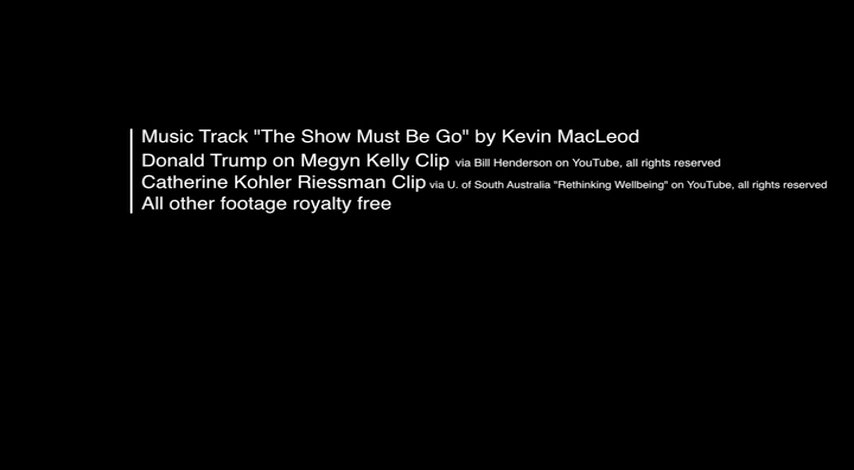 Music Track "The Show Must Be Go" by Kevin MacLeod
Donald Trump on Megyn Kelly Clip via Bill Henderson on YouTube, all rights reserved
Catherine Kohler Riessman Clip via U. of South Australia "Rethinking Wellbeing" on YouTube, all rights reserved
All other footage royalty free